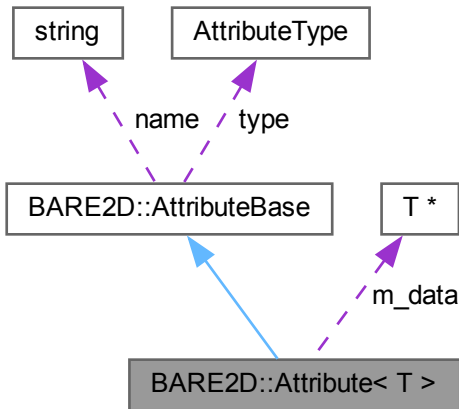 string
AttributeType
name
type
BARE2D::AttributeBase
T *
m_data
BARE2D::Attribute< T >